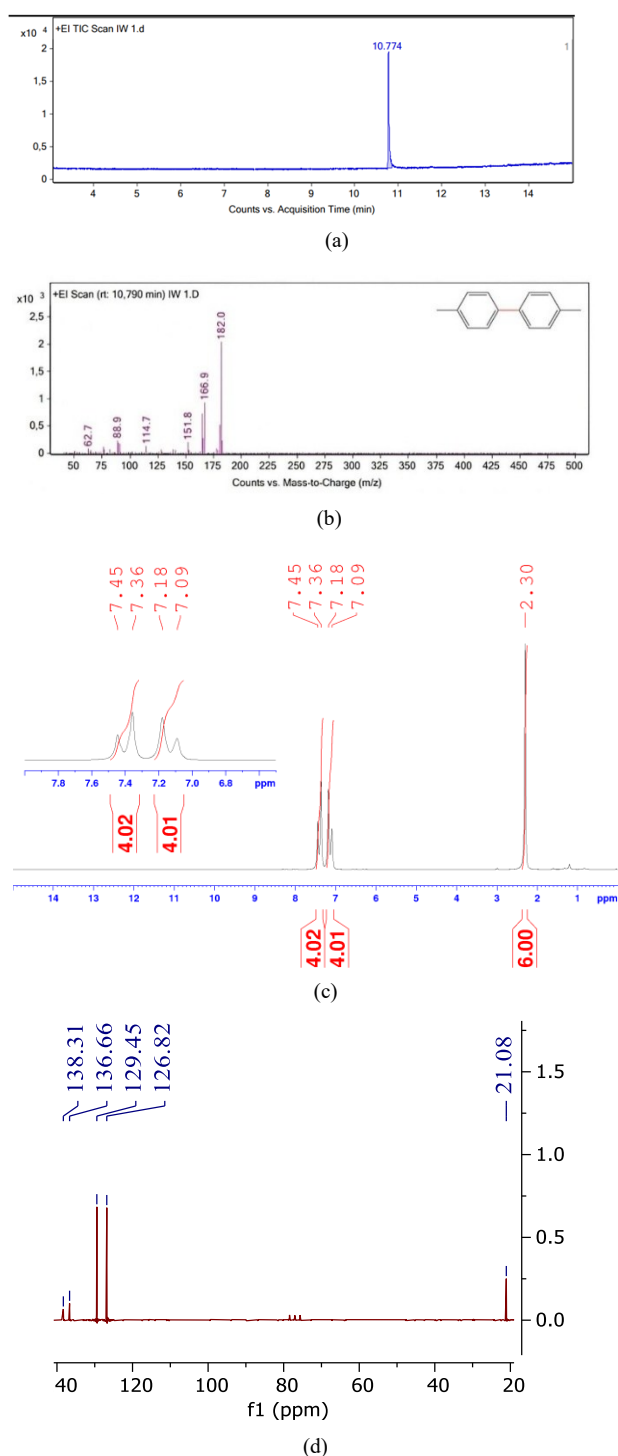 +EI TIC Scan IW 1.d
x10 4
10.774
1
2
1,5
1
0,5
0
4 5 6 7 8 9 10 11 12 13 14
Counts vs. Acquisition Time (min)
(a)
+EI Scan (rt: 10,790 min) IW 1.D
x10 3
2,5
2
1,5
1
0,5
0
62.7
88.9
114.7
151.8
166.9
182.0
50 75 100 125 150 175 200 225 250 275 300 325 350 375 400 425 450 475 500
Counts vs. Mass-to-Charge (m/z)
(b)
7.45
7.36
7.18
7.09
7.45
7.36
7.18
7.09
2.30
7.8 7.6 7.4 7.2 7.0 6.8 ppm
4.02
4.01
14 13 12 11 10 9 8 7 6 5 4 3 2 1 ppm
4.02
4.01
6.00
(c)
138.31
136.66
129.45
126.82
21.08
1.5
1.0
0.5
0.0
40 120 100 80 60 40 20
f1 (ppm)
(d)